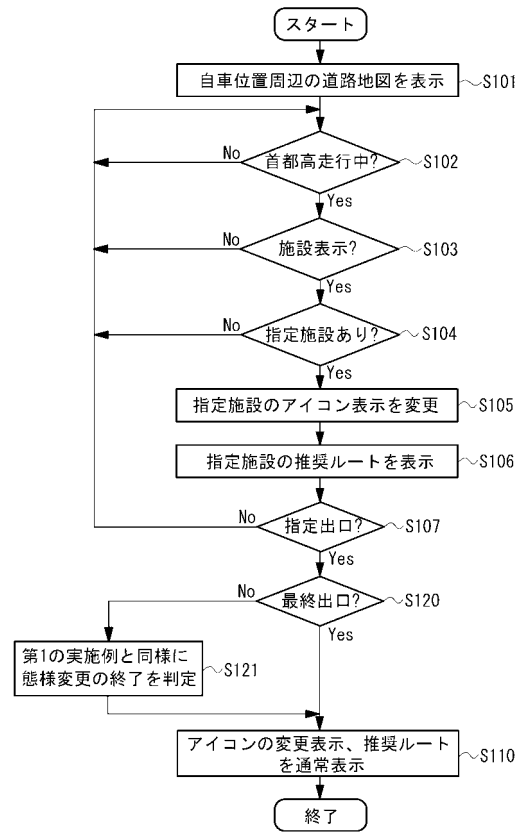 スタート
自車位置周辺の道路地図を表示
S101
No
首都高走行中?
S102
Yes
No
施設表示?
S103
Yes
No
指定施設あり?
S104
Yes
指定施設のアイコン表示を変更
S105
指定施設の推奨ルートを表示
S106
No
指定出口?
S107
Yes
No
最終出口?
S120
Yes
第1の実施例と同様に
態様変更の終了を判定
S121
アイコンの変更表示、推奨ルート
を通常表示
S110
終了